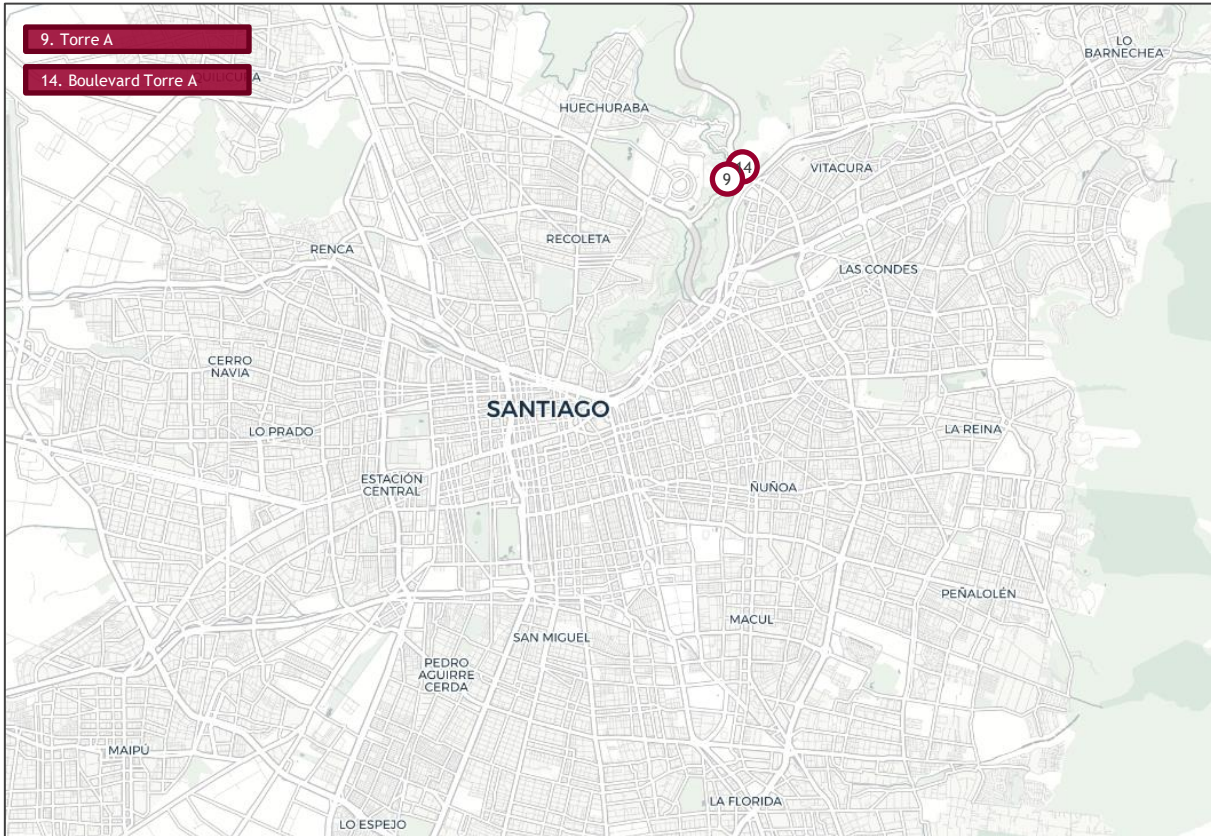 9. Torre A
14. Boulevard Torre A
LO
BARNECHEA
HUECHURABA
14
9
VITACURA
RECOLETA
RENCA
LAS CONDES
CERRO
NAVIA
SANTIAGO
LO PRADO
LA REINA
ESTACIÓN
CENTRAL
ÑUÑOA
PEÑALOLÉN
MACUL
SAN MIGUEL
PEDRO
AGUIRRE
CERDA
MAIPÚ
LA FLORIDA
LO ESPEJO